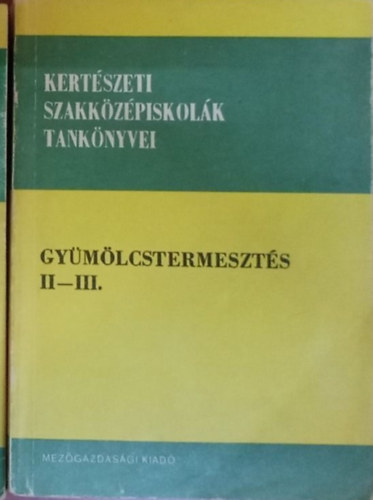 KERTÉSZETI
SZAKKÖZÉPISKOLÁK
TANKÖNYVEI
GYÜMÖLCSTERMESZTÉS
II—III.
MEZŐGAZDASÁGI KIADÓ